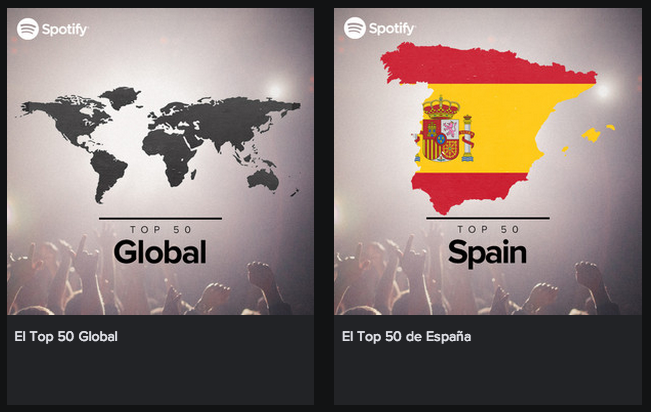 Spotify
TOP 50
Global
El Top 50 Global
Spotify
TOP 50
Spain
El Top 50 de España